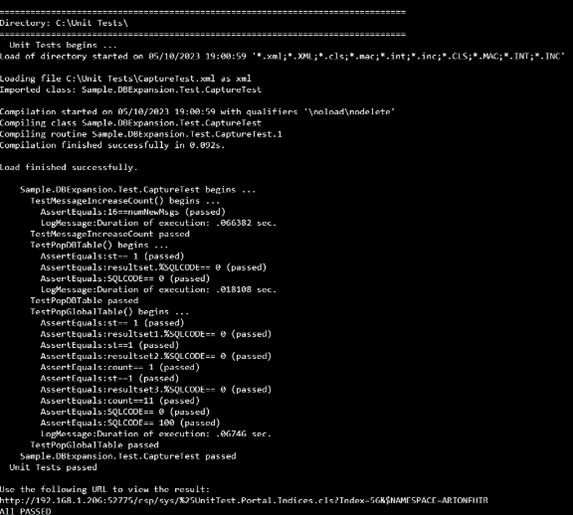 ===============================================================================
Directory: C:\Unit Tests\
===============================================================================
Unit Tests begins ...
Load of directory started on 05/10/2023 19:00:59 '*.xml;*.XML;*.cls;*.mac;*.int;*.inc;*.CLS;*.MAC;*.INT;*.INC'
Loading file C:\Unit Tests\CaptureTest.xml as xml
Imported class: Sample.DBExpansion.Test.CaptureTest
Compilation started on 05/10/2023 19:00:59 with qualifiers '\noload\nodelete'
Compiling class Sample.DBExpansion.Test.CaptureTest
Compiling routine Sample.DBExpansion.Test.CaptureTest.1
Compilation finished successfully in 0.092s.
Load finished successfully.
Sample.DBExpansion.Test.CaptureTest begins ...
TestMessageIncreaseCount() begins ...
AssertEquals:16==numNewMsgs (passed)
LogMessage:Duration of execution: .066382 sec.
TestMessageIncreaseCount passed
TestPopDBTable() begins ...
AssertEquals:st== 1 (passed)
AssertEquals:resultset.%SQLCODE== 0 (passed)
AssertEquals:SQLCODE== 0 (passed)
LogMessage:Duration of execution: .018108 sec.
TestPopDBTable passed
TestPopGlobalTable() begins ...
AssertEquals:st== 1 (passed)
AssertEquals:resultset1.%SQLCODE== 0 (passed)
AssertEquals:st==1 (passed)
AssertEquals:resultset2.%SQLCODE== 0 (passed)
AssertEquals:count== 1 (passed)
AssertEquals:st==1 (passed)
AssertEquals:resultset3.%SQLCODE== 0 (passed)
AssertEquals:count==11 (passed)
AssertEquals:SQLCODE== 0 (passed)
AssertEquals:SQLCODE== 100 (passed)
LogMessage:Duration of execution: .06746 sec.
TestPopGlobalTable passed
Sample.DBExpansion.Test.CaptureTest passed
Unit Tests passed
Use the following URL to view the result:
http://192.168.1.206:52775/csp/sys/%25UnitTest.Portal.Indices.cls?Index=56&$NAMESPACE=ARTONFHIR
All PASSED